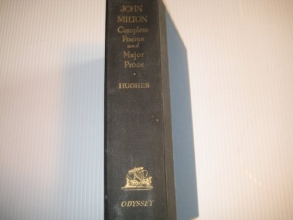 JOHN
MILTON
Complete
Poems
and
Major
Prose
HUGHES
ODYSSEY